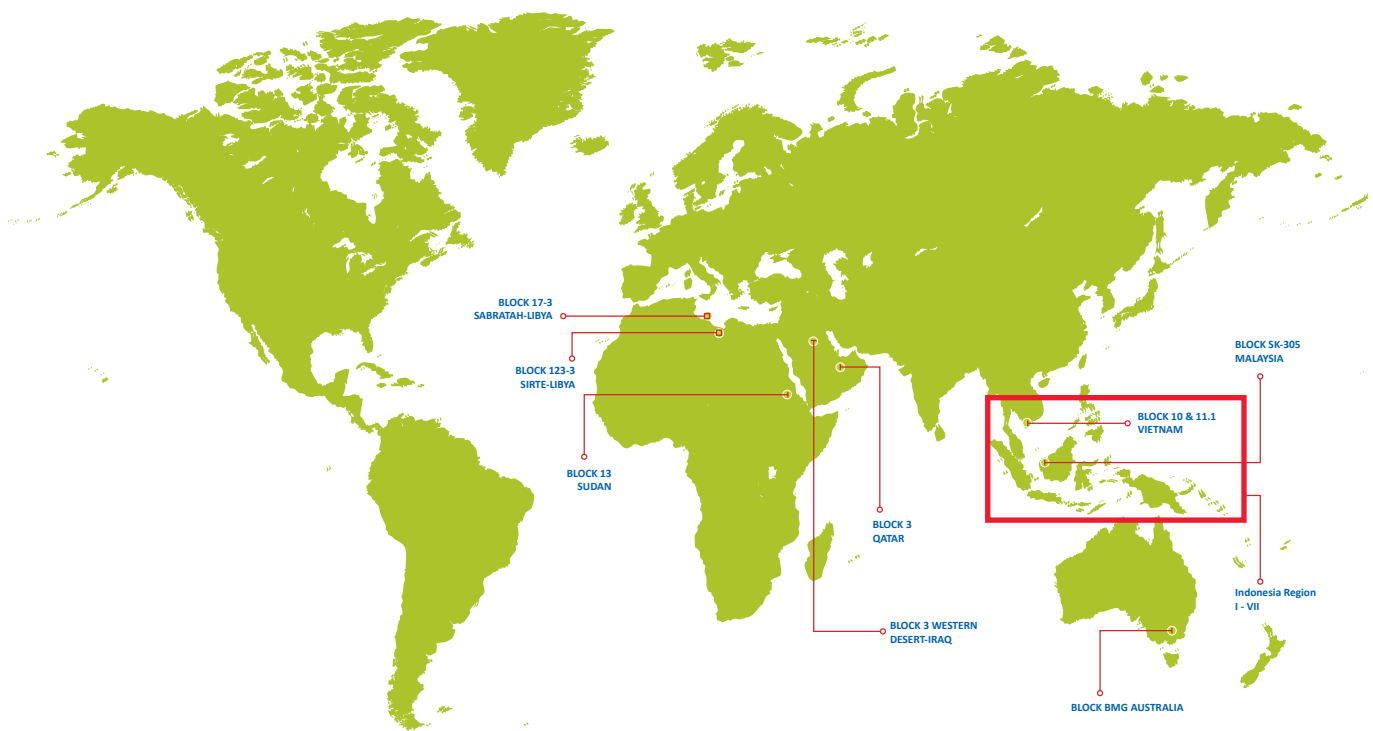 BLOCK 17-3
SABRATAH-LIBYA
BLOCK 123-3
SIRTE-LIBYA
BLOCK 13
SUDAN
BLOCK 3
QATAR
BLOCK 3 WESTERN
DESERT-IRAQ
BLOCK SK-305
MALAYSIA
BLOCK 10 & 11.1
VIETNAM
Indonesia Region
I - VII
BLOCK BMG AUSTRALIA